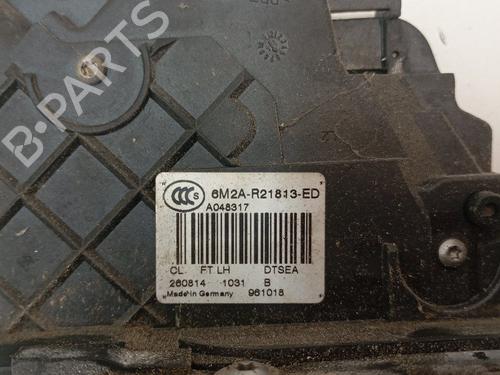 B-PARTS
CCC S 6M2A-R21813-ED
A048317
CL FT LH DTSEA
260814 1031 B
Made in Germany 961018